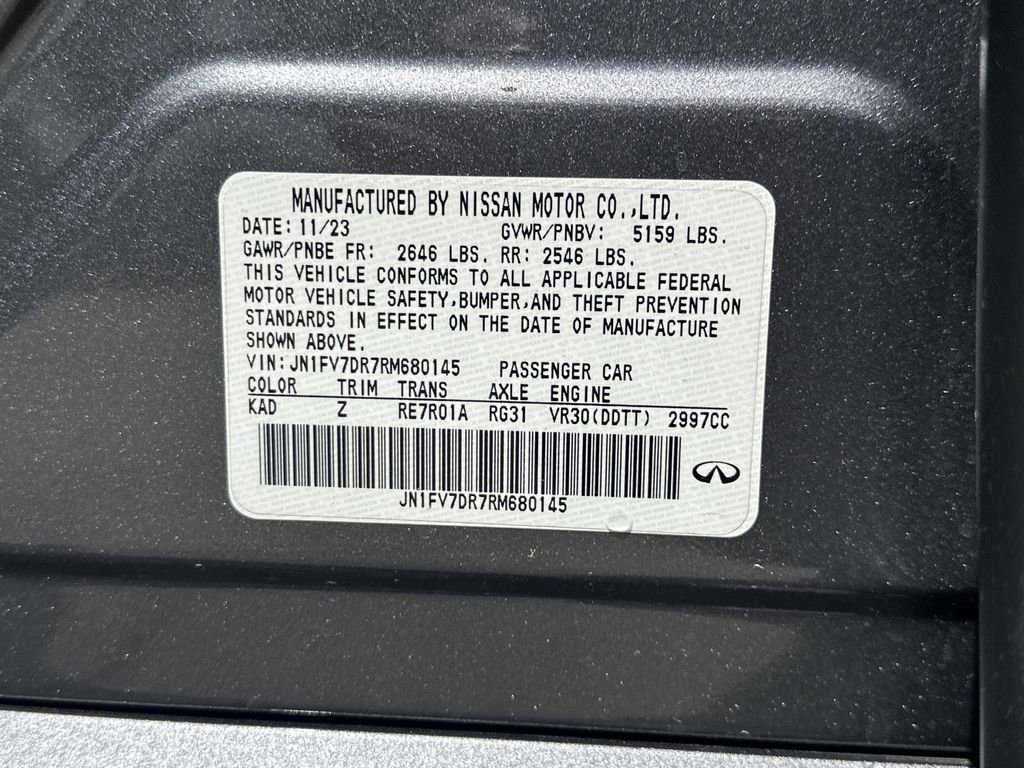 MANUFACTURED BY NISSAN MOTOR CO.,LTD.
DATE: 11/23 GVWR/PNBV: 5159 LBS.
GAWR/PNBE FR: 2646 LBS. RR: 2546 LBS.
THIS VEHICLE CONFORMS TO ALL APPLICABLE FEDERAL
MOTOR VEHICLE SAFETY,BUMPER,AND THEFT PREVENTION
STANDARDS IN EFFECT ON THE DATE OF MANUFACTURE
SHOWN ABOVE.
VIN:JN1FV7DR7RM680145 PASSENGER CAR
COLOR TRIM TRANS AXLE ENGINE
KAD Z RE7R01A RG31 VR30(DDTT) 2997CC
JN1FV7DR7RM680145